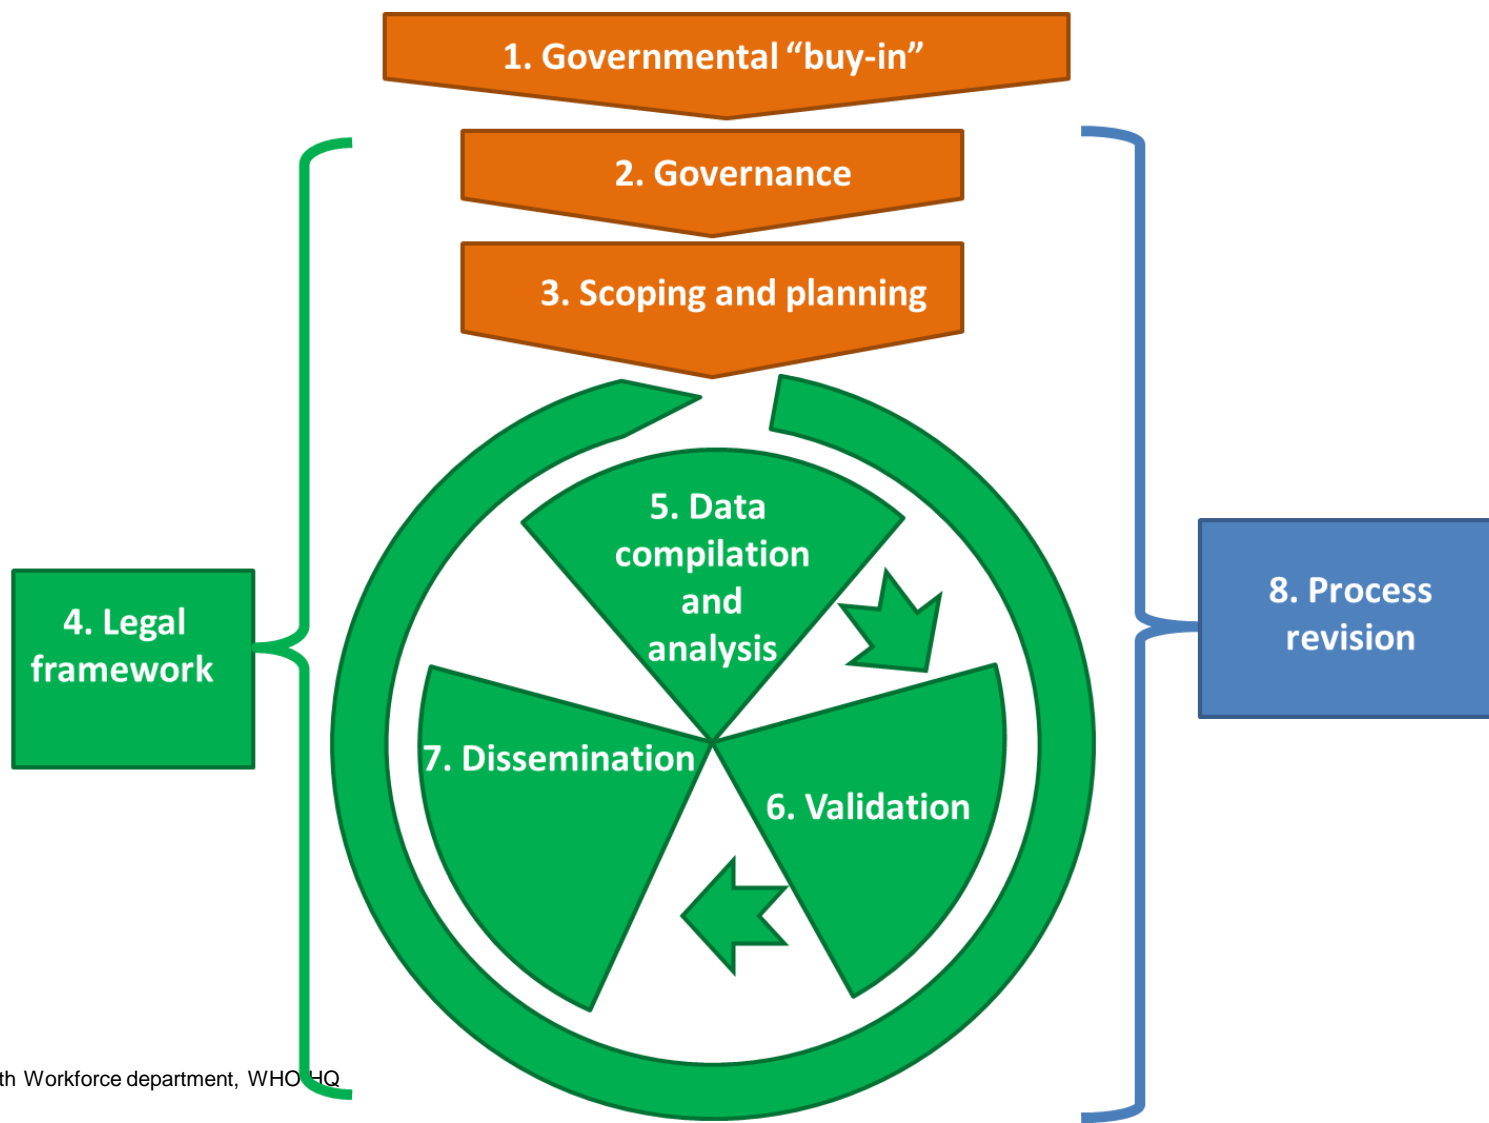 1. Governmental “buy-in”
2. Governance
3. Scoping and planning
4. Legal
framework
5. Data
compilation
and
analysis
6. Validation
7. Dissemination
8. Process
revision
th Workforce department, WHO HQ